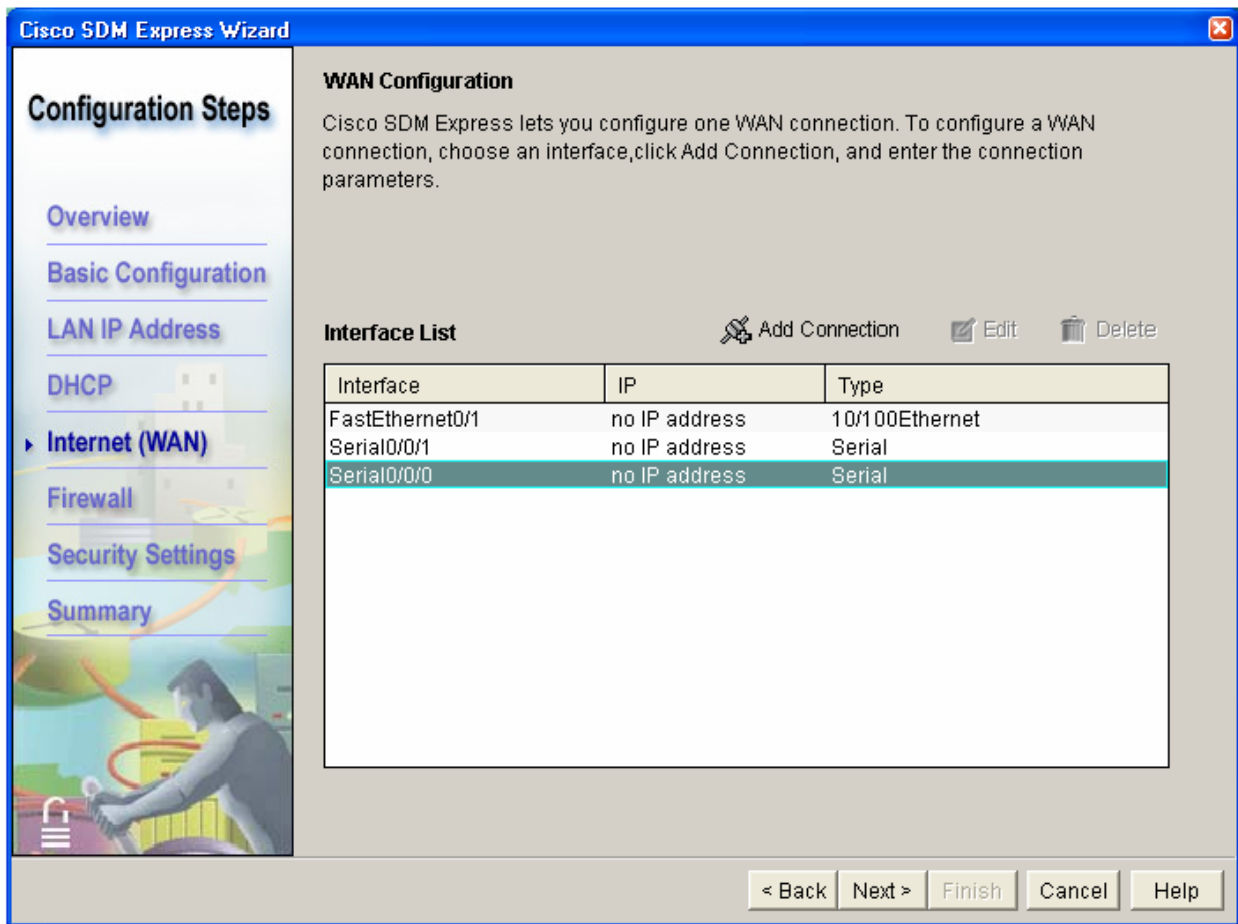 Cisco SDM Express Wizard
Configuration Steps
Overview
Basic Configuration
LAN IP Address
DHCP
Internet (WAN)
Firewall
Security Settings
Summary
WAN Configuration
Cisco SDM Express lets you configure one WAN connection. To configure a WAN
connection, choose an interface,click Add Connection, and enter the connection
parameters.
Interface List Add Connection Edit Delete
Interface IP Type
FastEthernet0/1 no IP address 10/100Ethernet
Serial0/0/1 no IP address Serial
Serial0/0/0 no IP address Serial
< Back Next > Finish Cancel Help